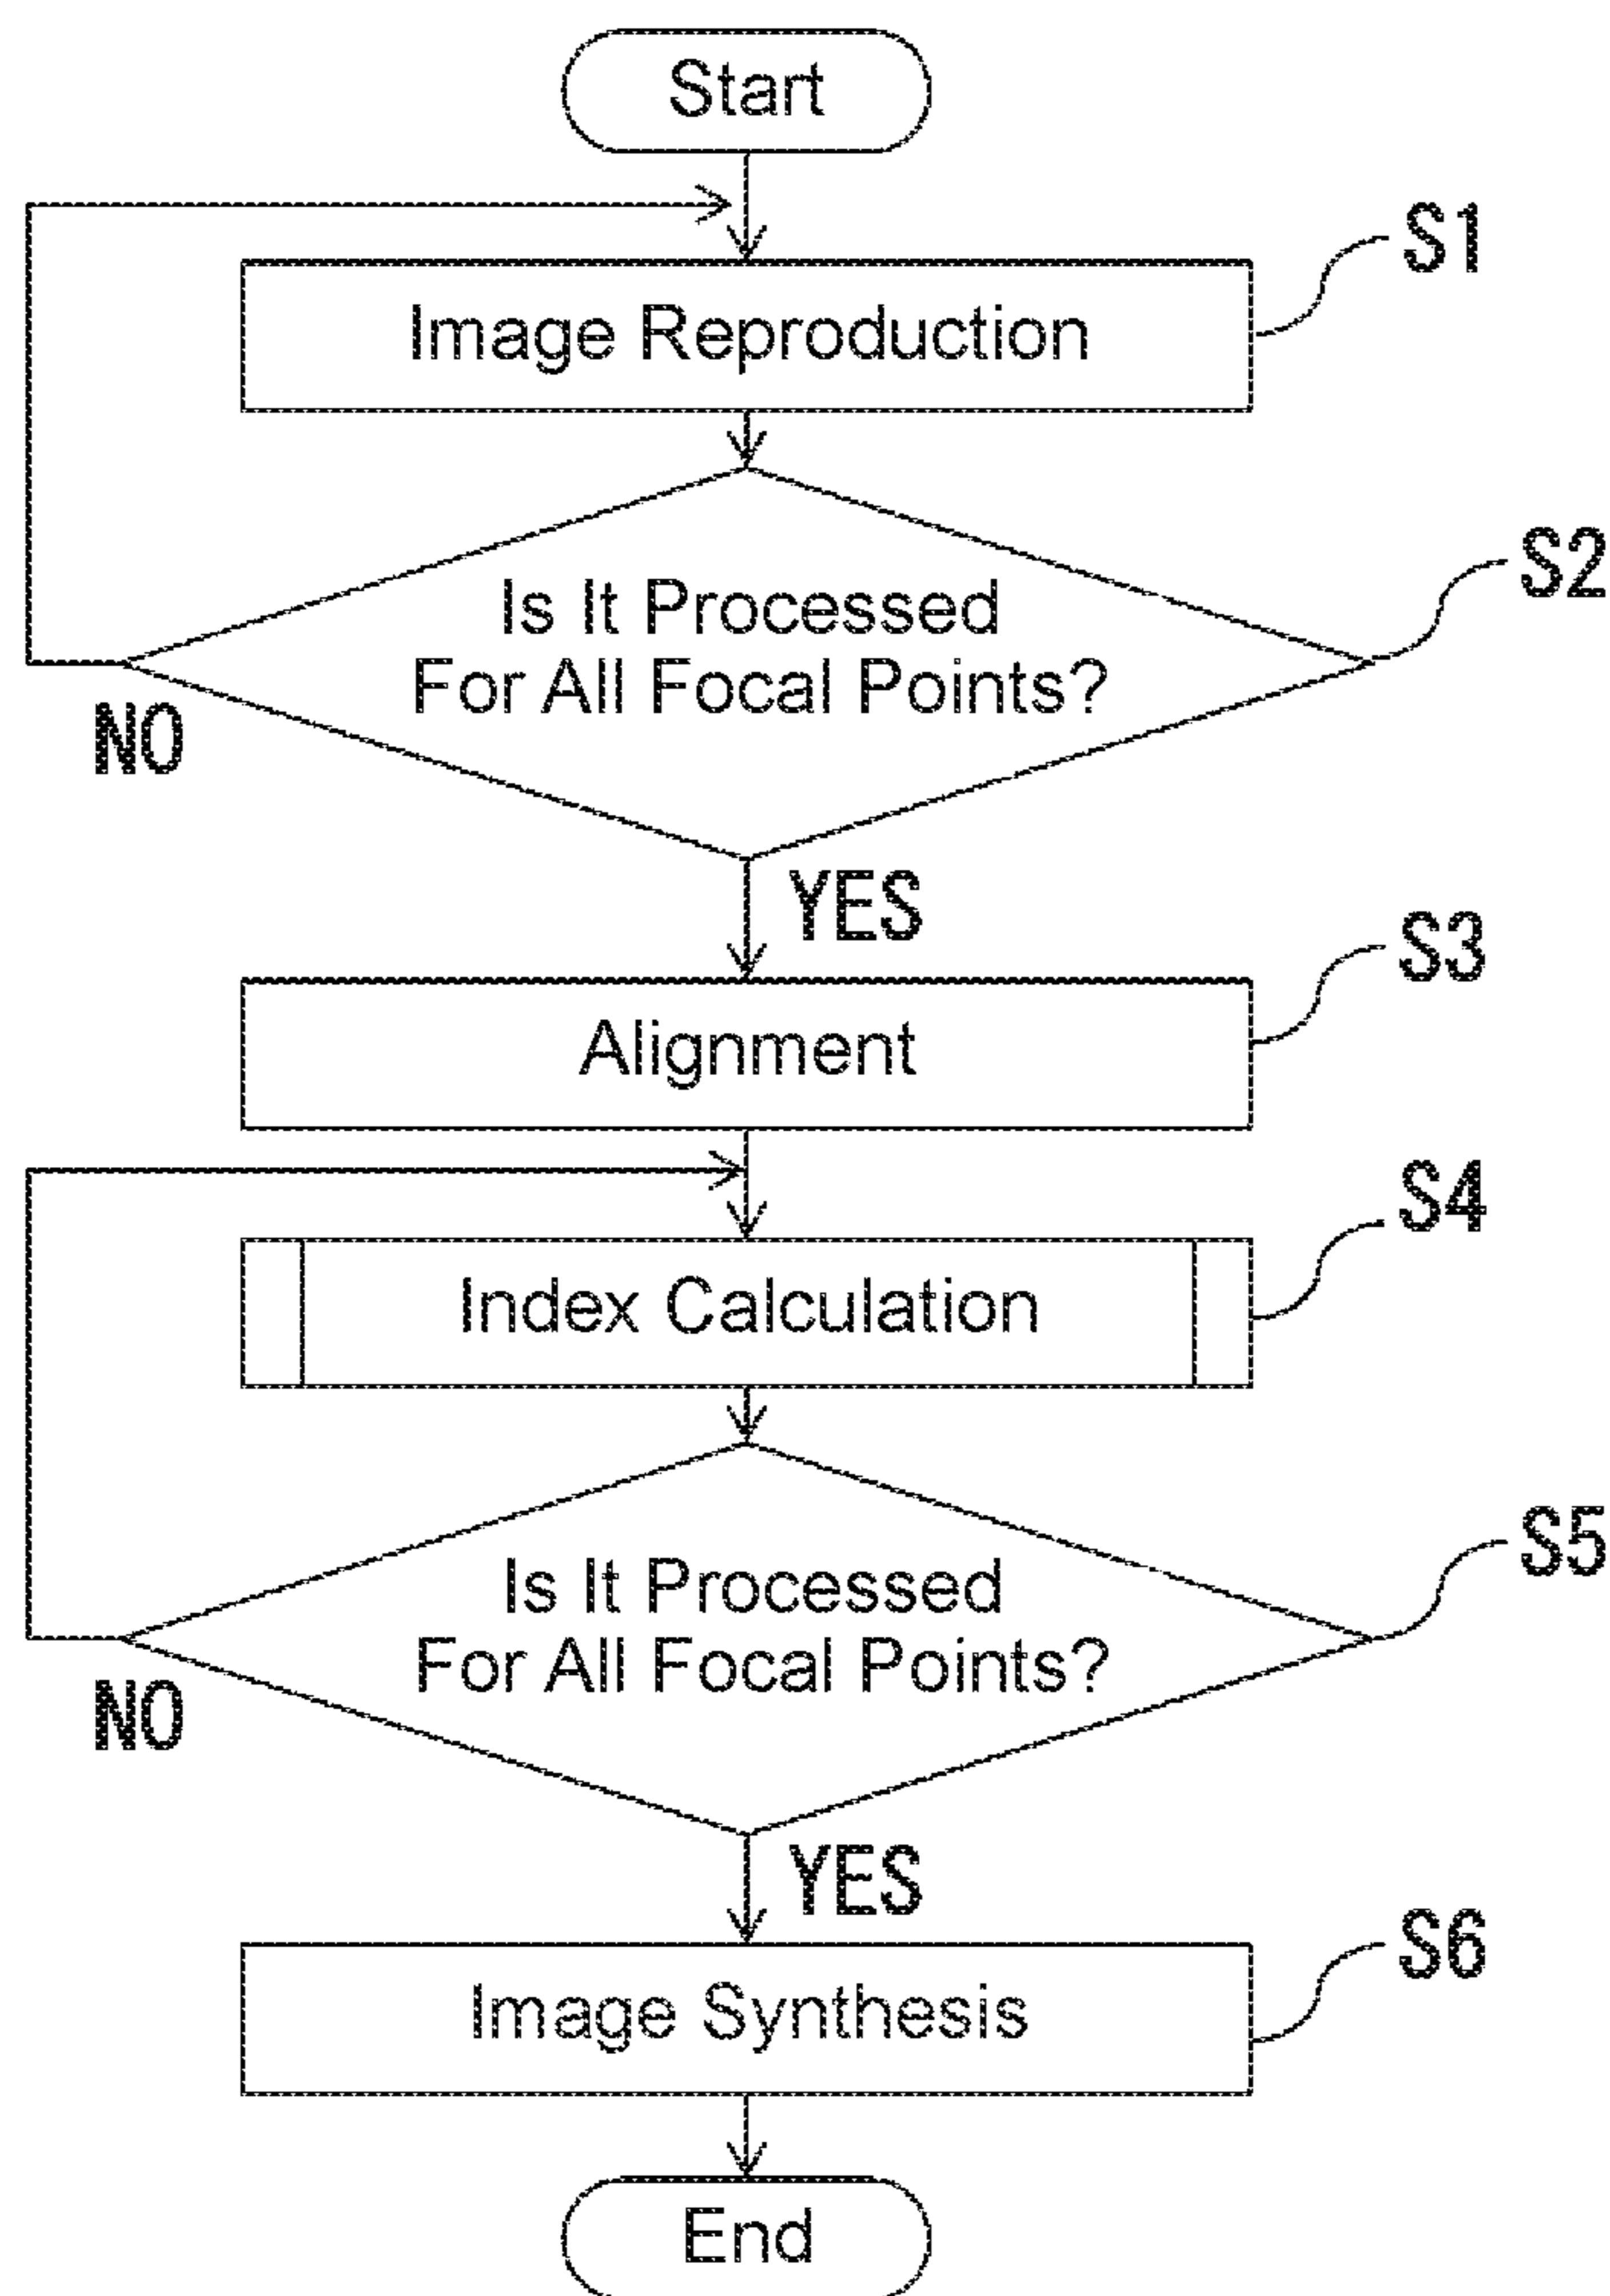 Start
S1
Image Reproduction
S2
Is It Processed
For All Focal Points?
NO
YES
S3
Alignment
S4
Index Calculation
S5
Is It Processed
For All Focal Points?
NO
YES
S6
Image Synthesis
End